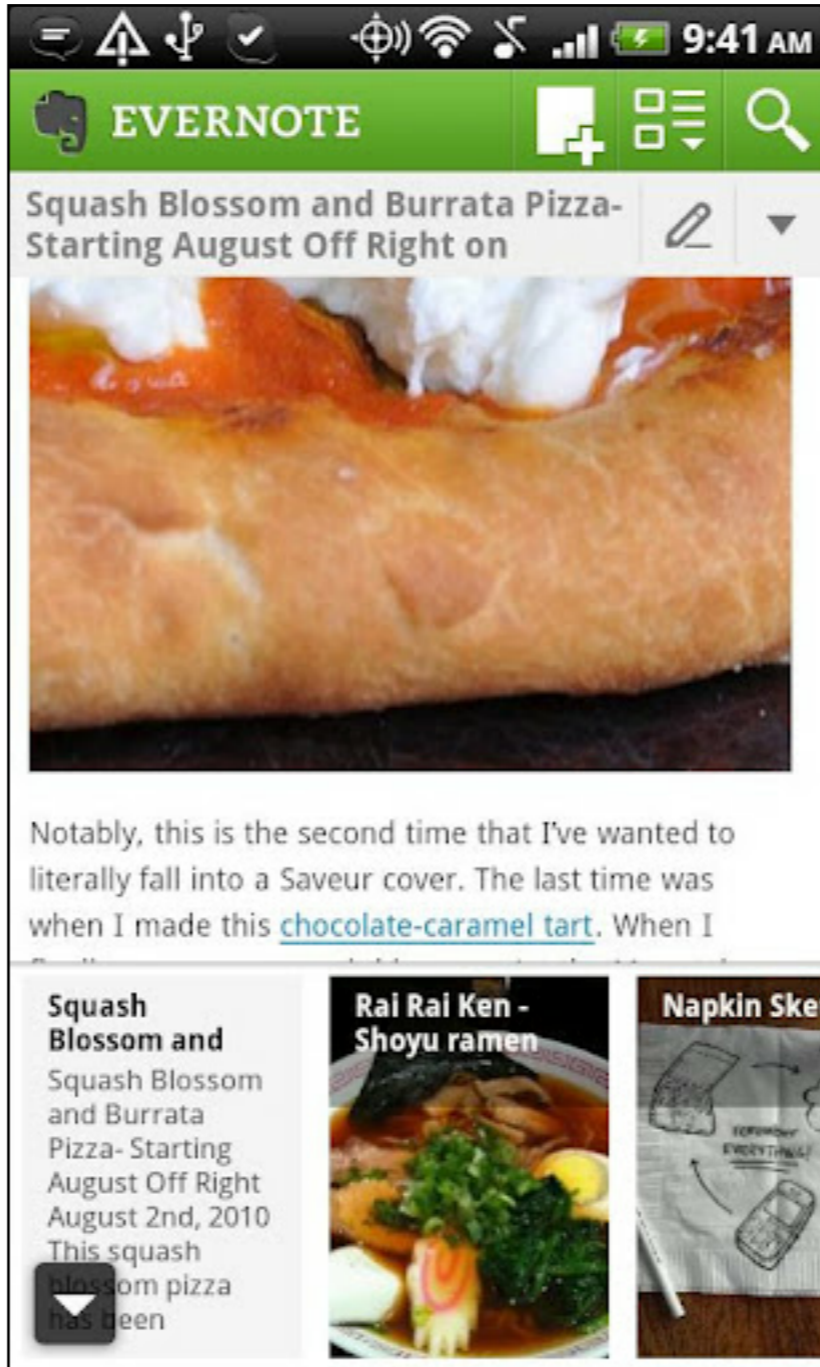 9:41 AM
EVERNOTE
Squash Blossom and Burrata Pizza-
Starting August Off Right on
Notably, this is the second time that I've wanted to
literally fall into a Saveur cover. The last time was
when I made this chocolate-caramel tart. When I
Squash
Blossom and
Squash Blossom
and Burrata
Pizza- Starting
August Off Right
August 2nd, 2010
This squash
blossom pizza
has been
Rai Rai Ken -
Shoyu ramen
Napkin Ske
EVERYTHING!